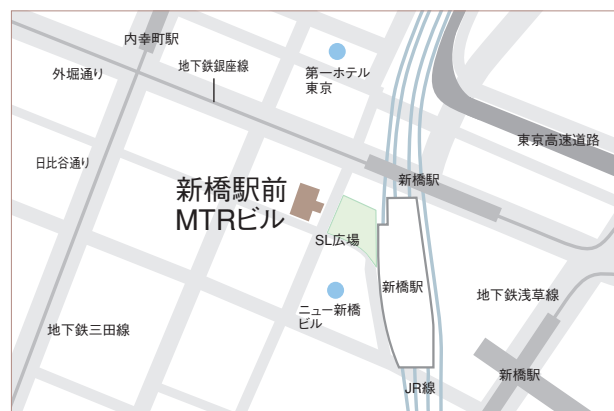 内幸町駅
外堀通り
地下鉄銀座線
第一ホテル
東京
東京高速道路
日比谷通り
新橋駅
新橋駅前
MTRビル
SL広場
新橋駅
地下鉄浅草線
ニュー新橋
ビル
地下鉄三田線
新橋駅
JR線